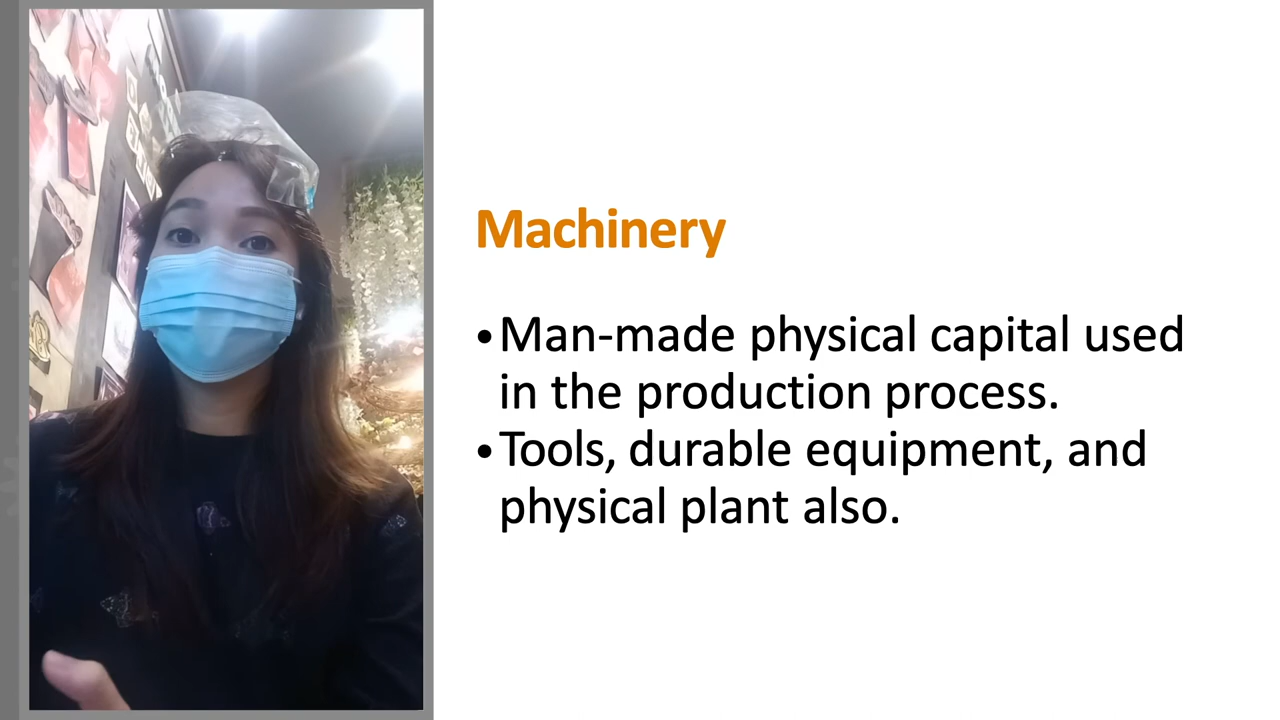 Machinery
•Man-made physical capital used
in the production process.
•Tools, durable equipment, and
physical plant also.